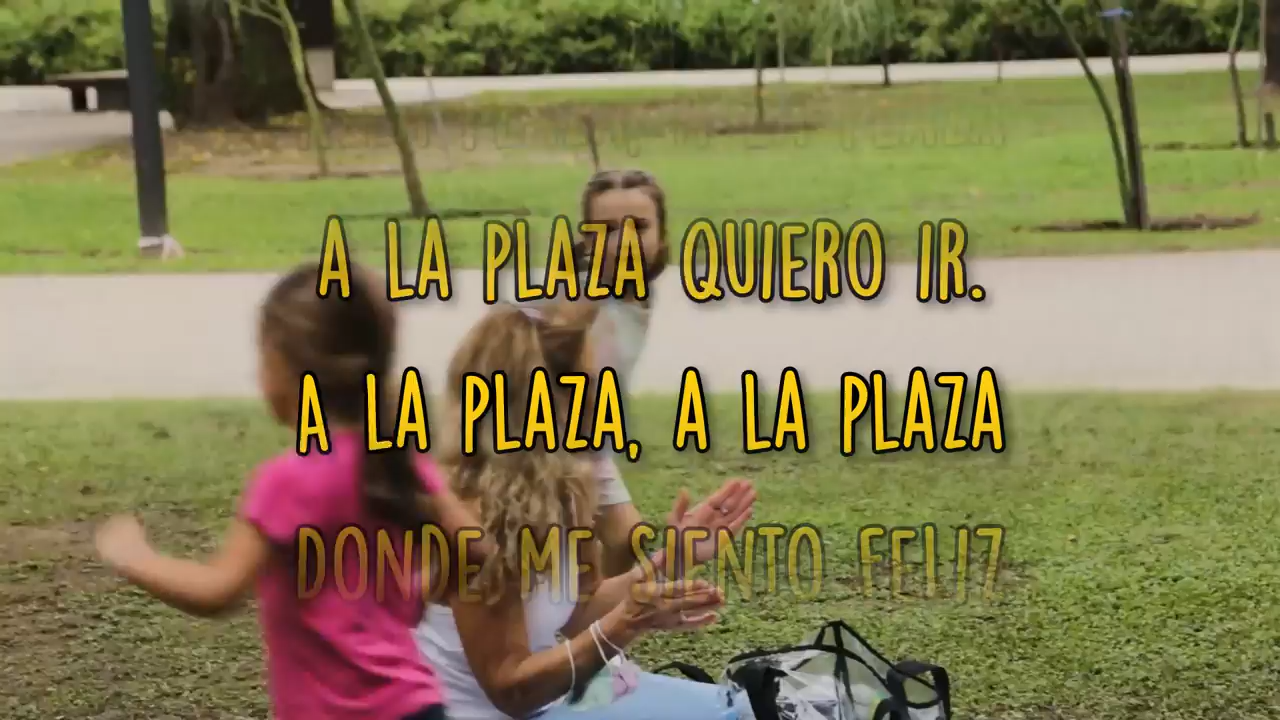 A LA PLAZA QUIERO IR.
A LA PLAZA, A LA PLAZA
DONDE ME SIENTO FELIZ